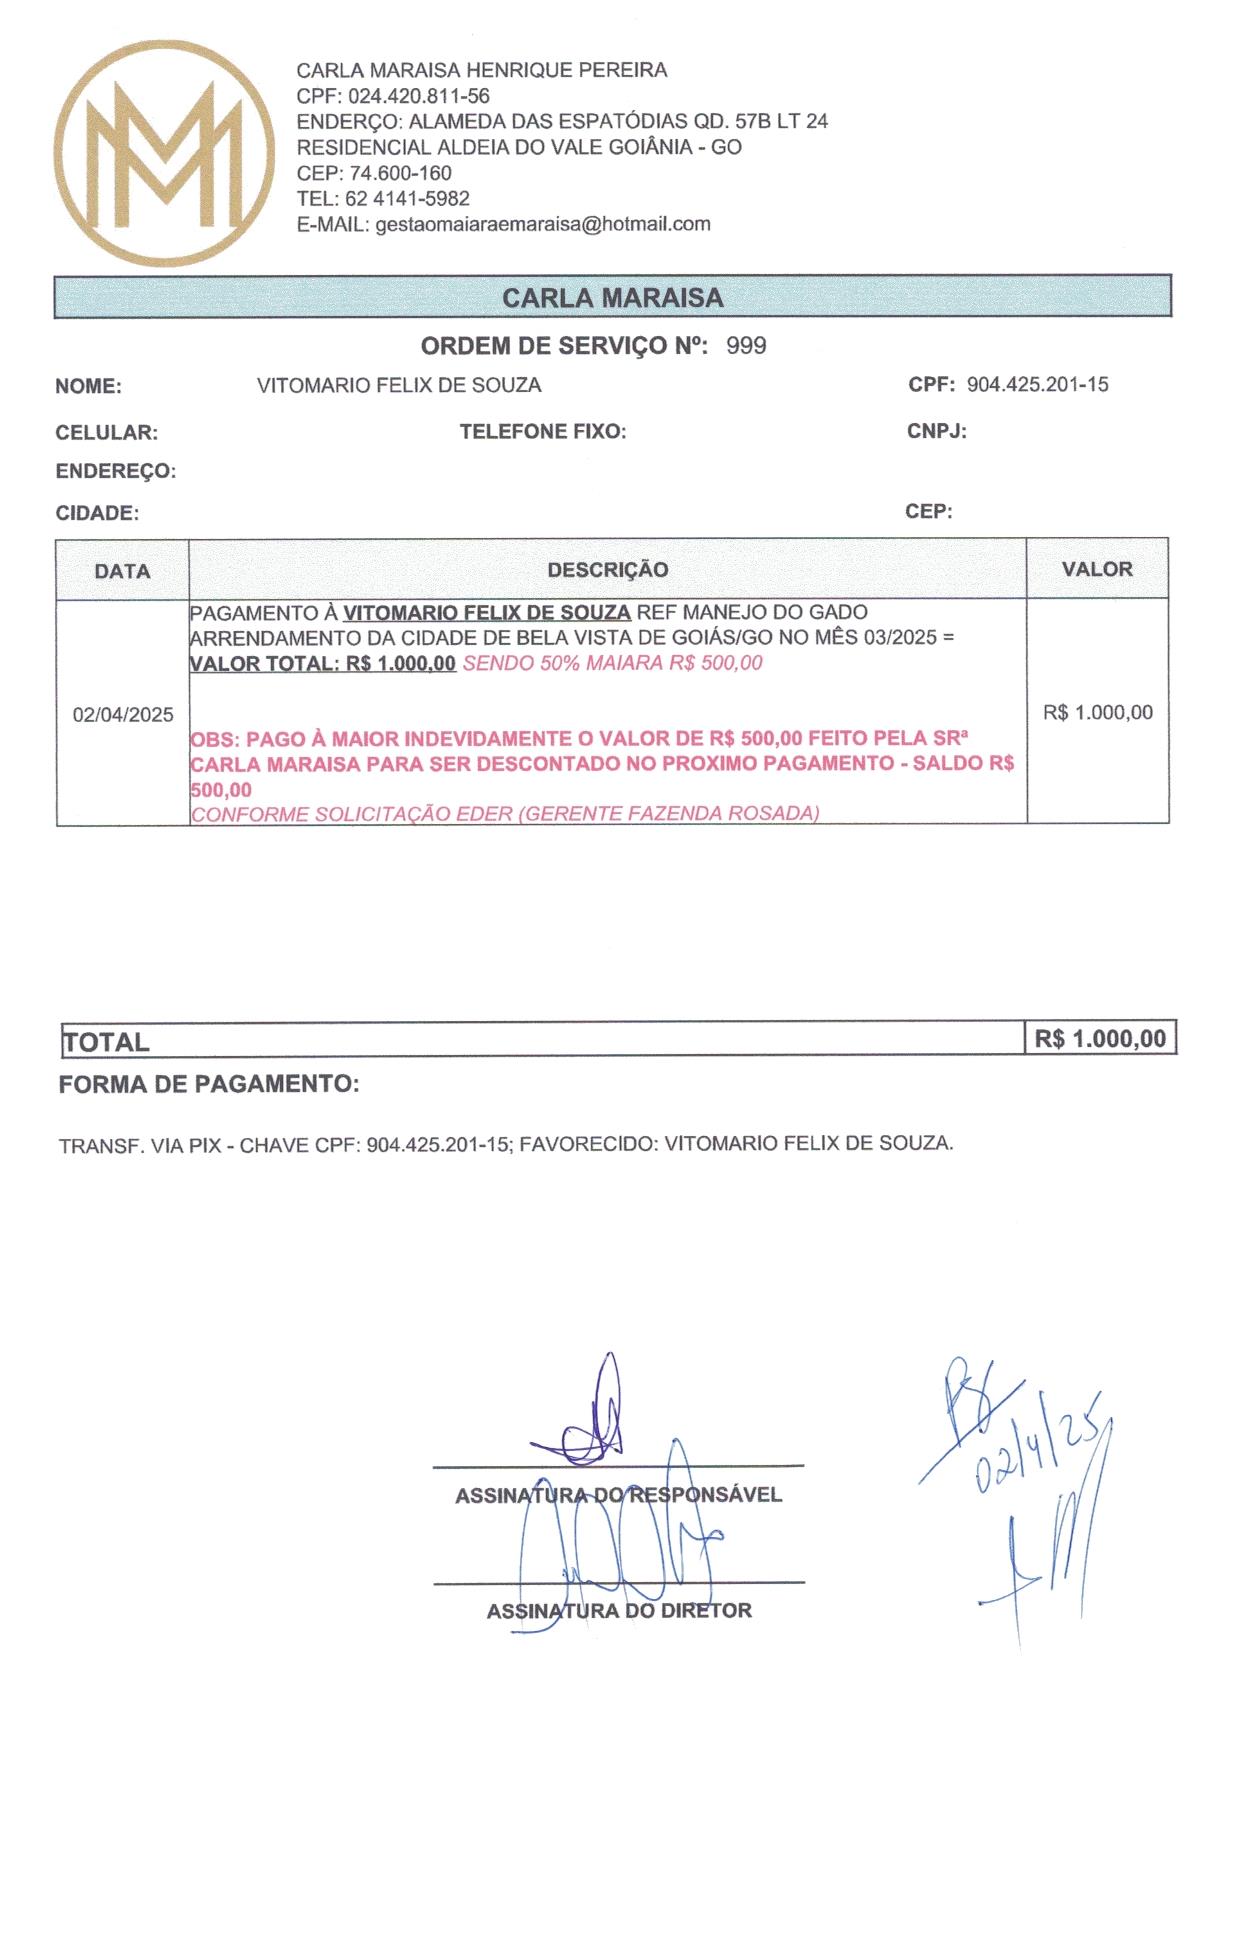 MM
CARLA MARAISA HENRIQUE PEREIRA
CPF: 024.420.811-56
ENDERÇO: ALAMEDA DAS ESPATÓDIAS QD. 57B LT 24
RESIDENCIAL ALDEIA DO VALE GOIÂNIA - GO
CEP: 74.600-160
TEL: 62 4141-5982
E-MAIL: gestaomaiaraemaraisa@hotmail.com
CARLA MARAISA
ORDEM DE SERVIÇO Nº: 999
NOME: VITOMARIO FELIX DE SOUZA CPF: 904.425.201-15
CELULAR: TELEFONE FIXO: CNPJ:
ENDEREÇO:
CIDADE: CEP:
DATA DESCRIÇÃO VALOR
PAGAMENTO À VITOMARIO FELIX DE SOUZA REF MANEJO DO GADO
ARRENDAMENTO DA CIDADE DE BELA VISTA DE GOIÁS/GO NO MÊS 03/2025 =
VALOR TOTAL: R$ 1.000,00 SENDO 50% MAIARA R$ 500,00
02/04/2025 R$ 1.000,00
OBS: PAGO À MAIOR INDEVIDAMENTE O VALOR DE R$ 500,00 FEITO PELA SRª
CARLA MARAISA PARA SER DESCONTADO NO PROXIMO PAGAMENTO - SALDO R$
500,00
CONFORME SOLICITAÇÃO EDER (GERENTE FAZENDA ROSADA)
TOTAL R$ 1.000,00
FORMA DE PAGAMENTO:
TRANSF. VIA PIX - CHAVE CPF: 904.425.201-15; FAVORECIDO: VITOMARIO FELIX DE SOUZA.
02/4/25
ASSINATURA DO RESPONSÁVEL
ASSINATURA DO DIRETOR